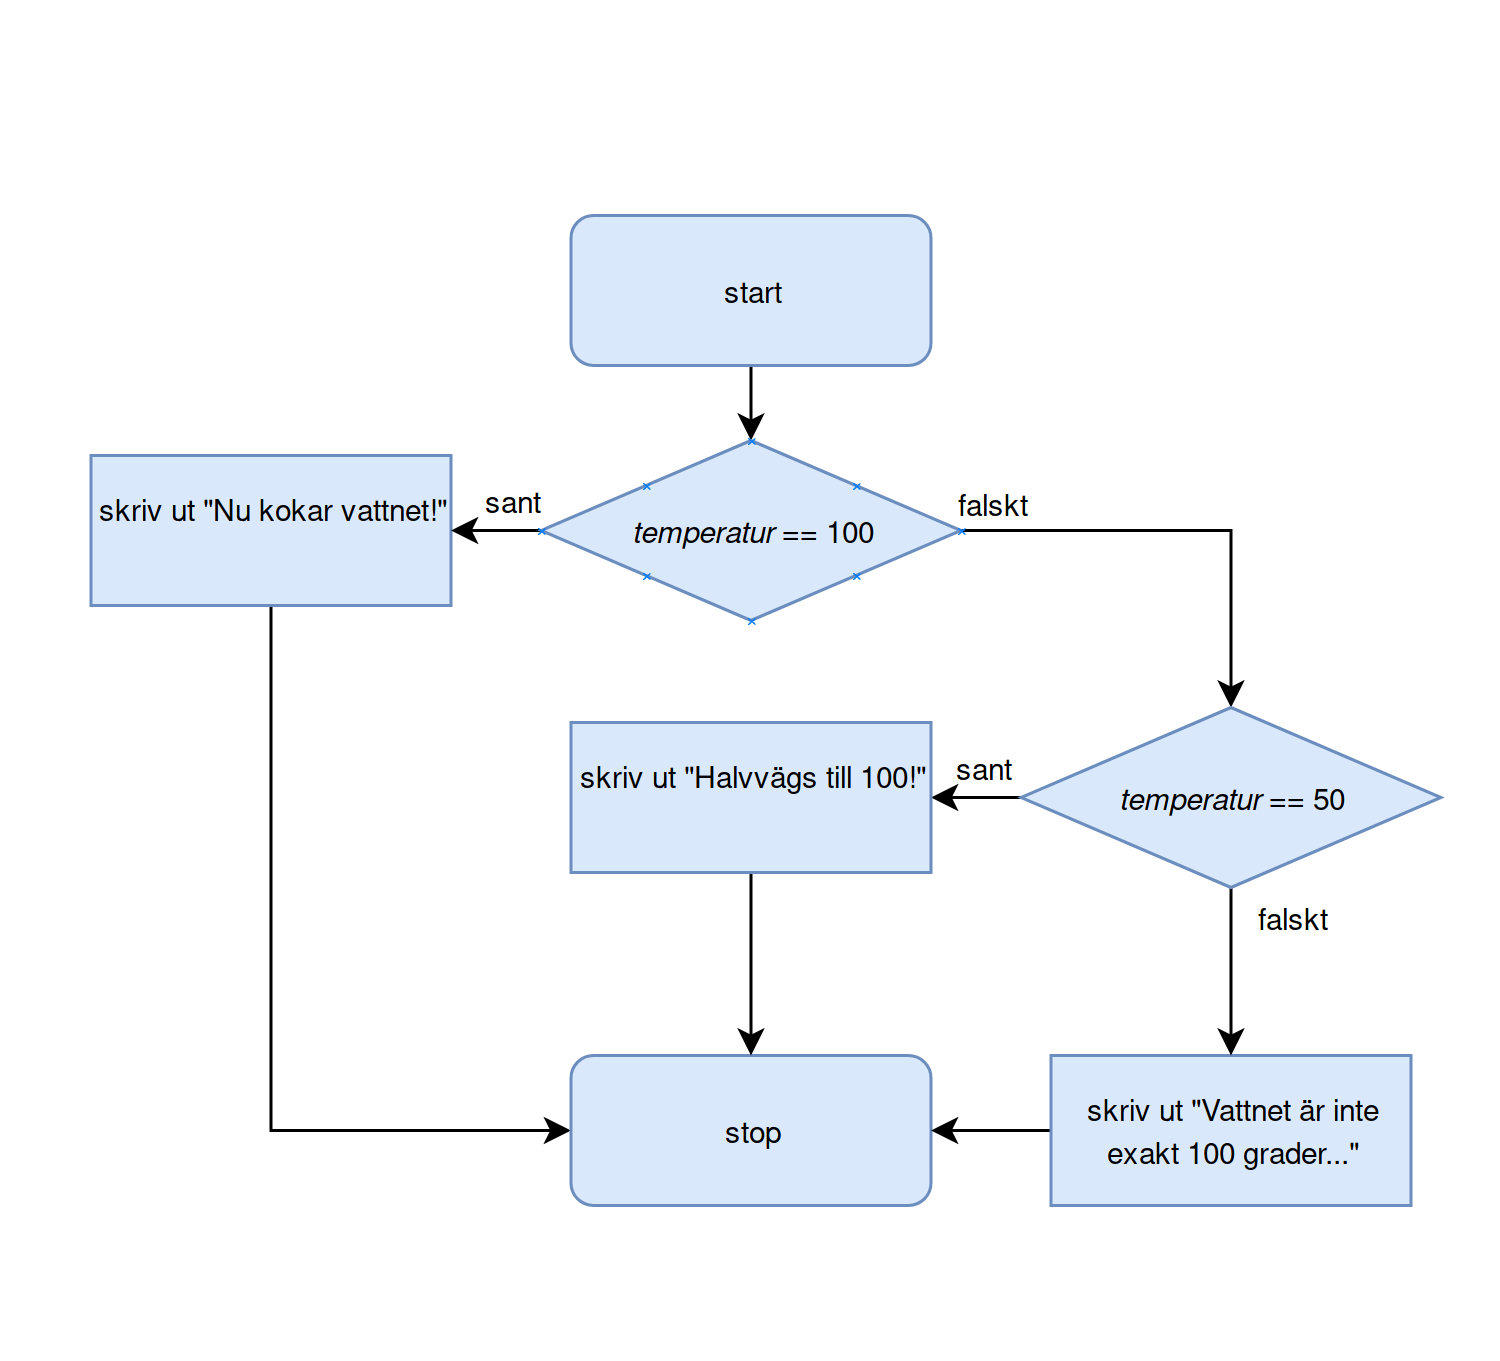 start
skriv ut "Nu kokar vattnet!"
sant
temperatur == 100
falskt
skriv ut "Halvvägs till 100!"
sant
temperatur == 50
falskt
stop
skriv ut "Vattnet är inte
exakt 100 grader..."